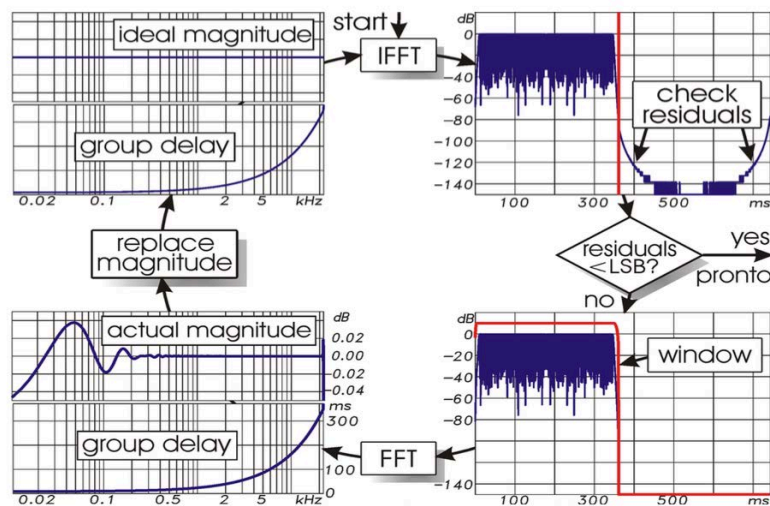 ideal magnitude
group delay
0.02 0.1 2 5 kHz
start
IFFT
dB
0
-40
-60
-80
-100
-120
-140
100 300 500 ms
check
residuals
residuals
<LSB?
yes
pronto
no
replace
magnitude
actual magnitude
dB
0.02
0.00
-0.02
-0.04
group delay
ms
300
100
0
0.02 0.1 0.5 2 5 kHz
FFT
dB
0
-20
-40
-60
-80
-140
100 300 500 ms
window